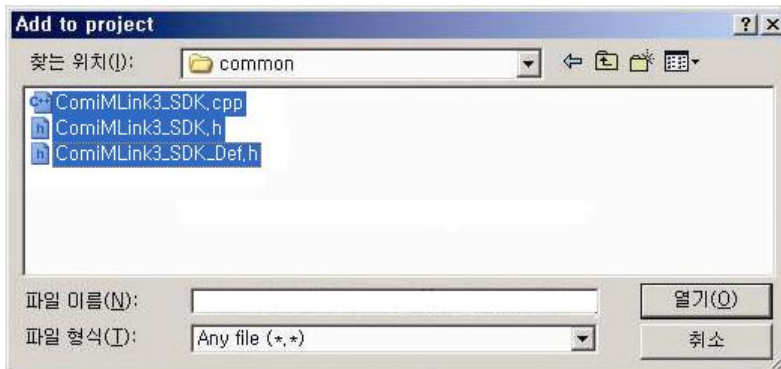 Add to project
찾는 위치(I): common
ComiMLink3_SDK.cpp
ComiMLink3_SDK.h
ComiMLink3_SDK_Def.h
파일 이름(N): 열기(O)
파일 형식(T): Any file (*.*) 취소